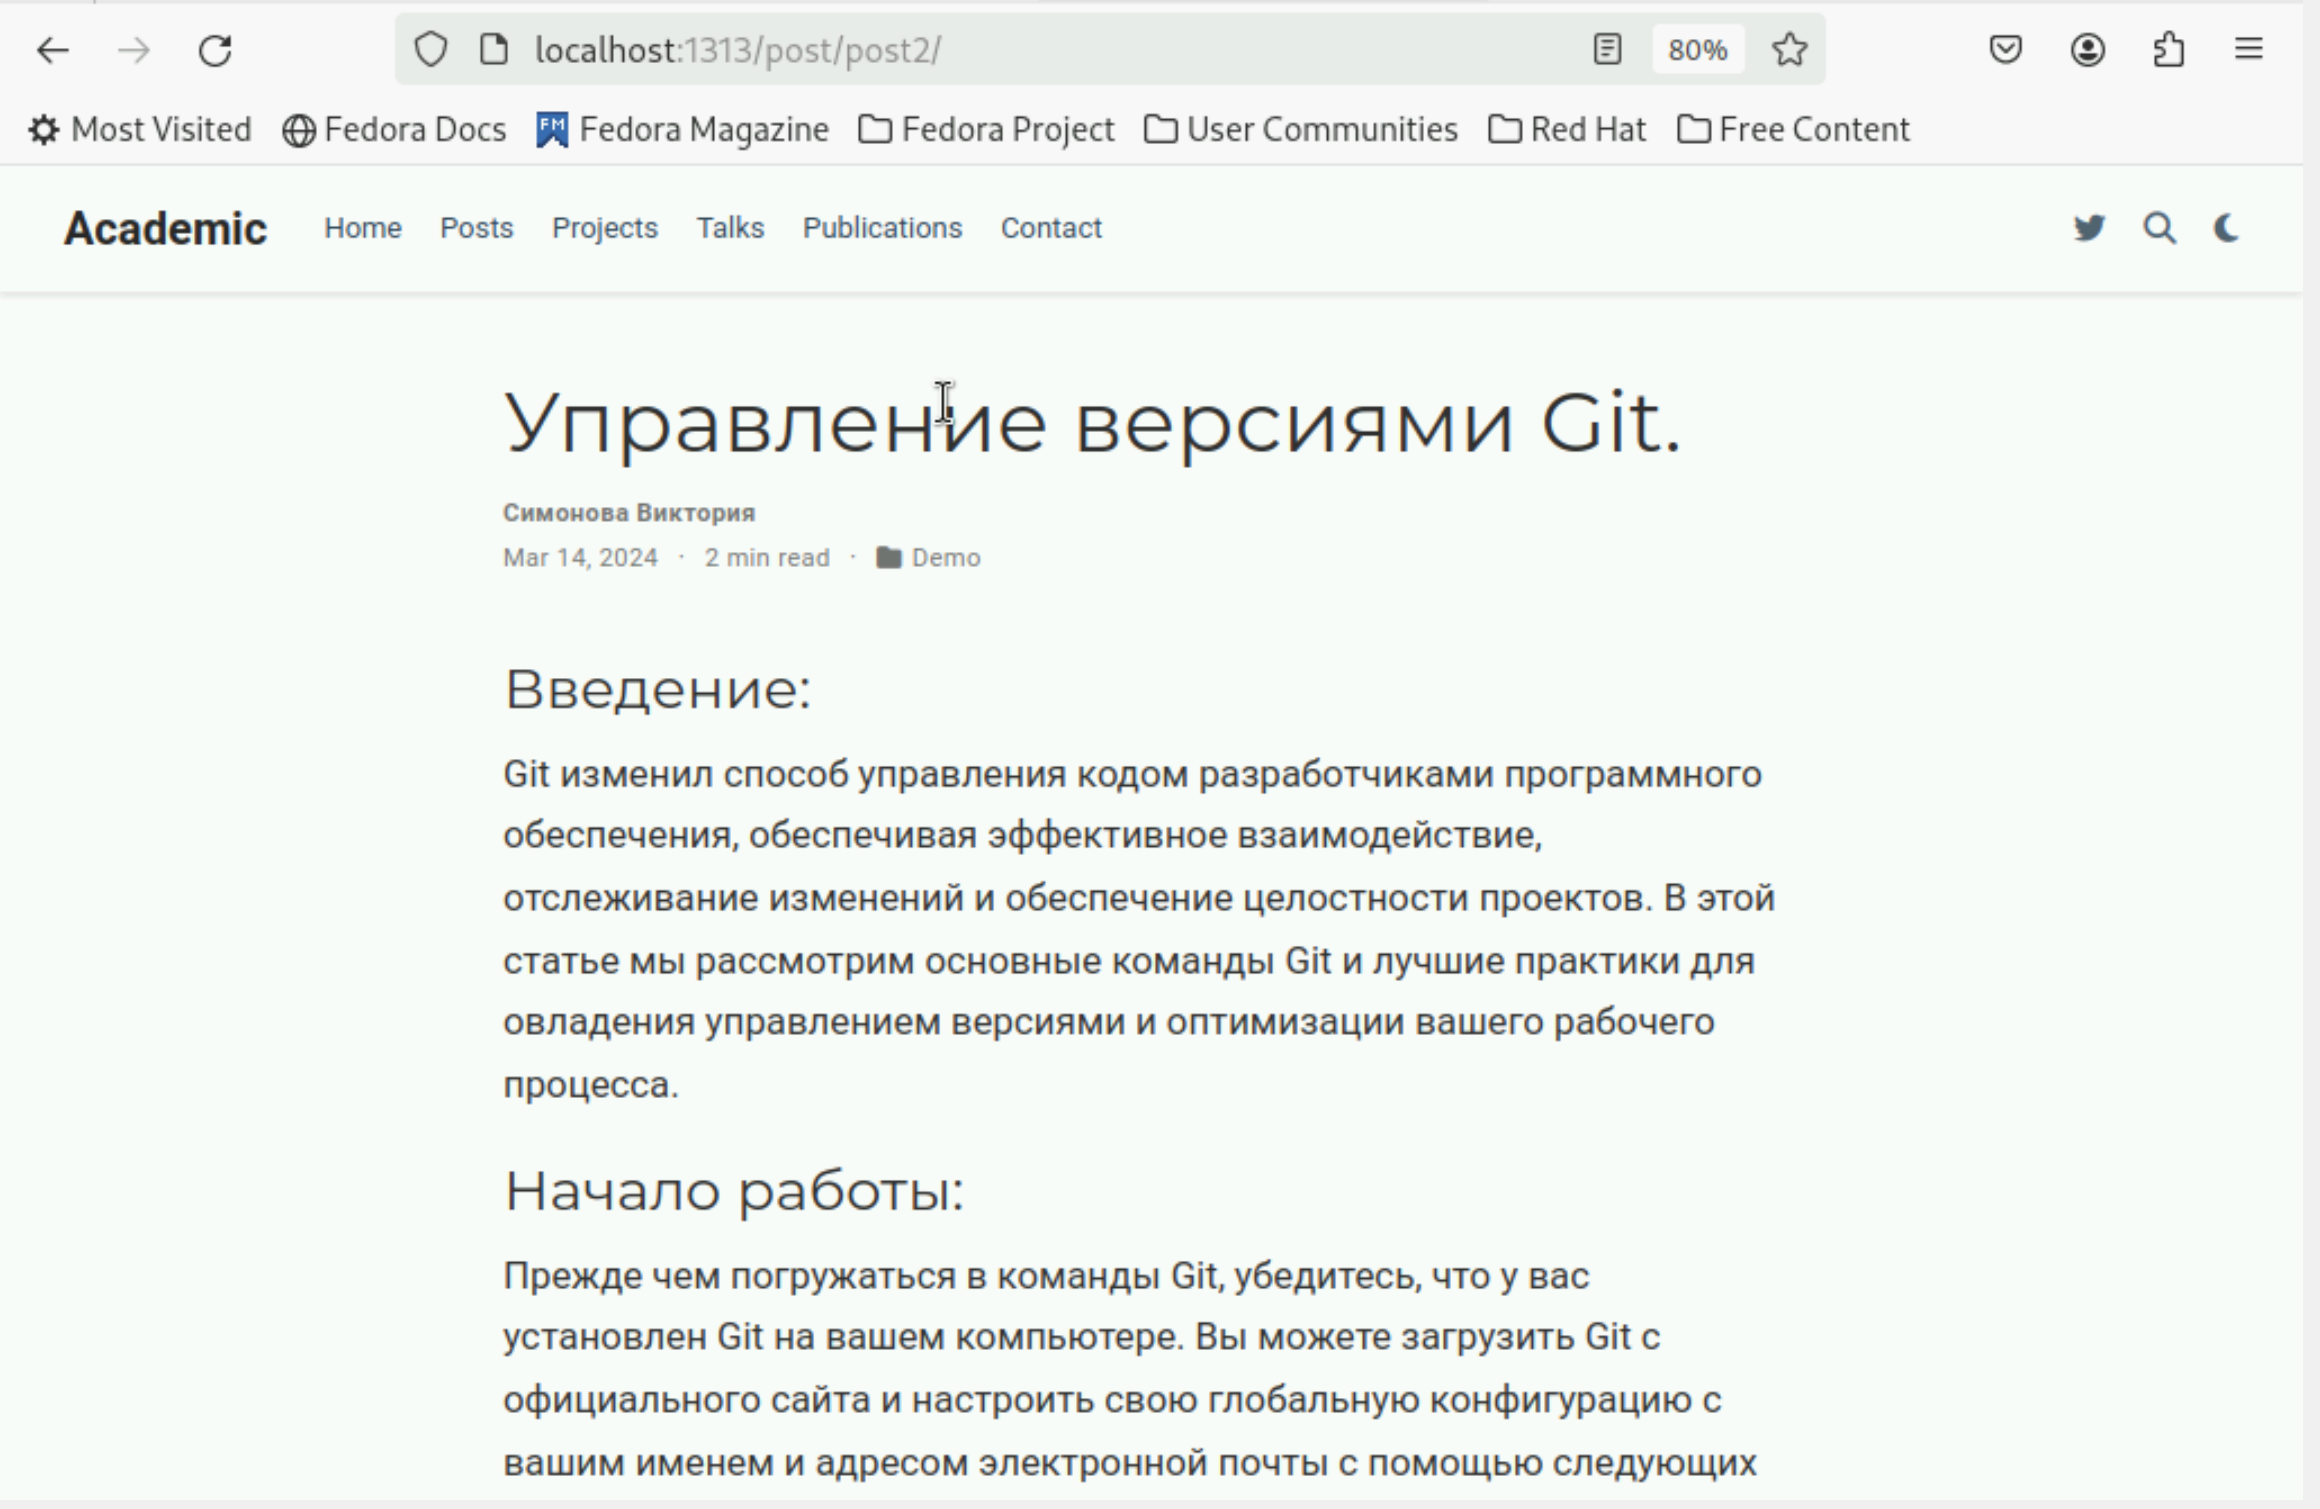 localhost:1313/post/post2/ 80%
Most Visited Fedora Docs FM Fedora Magazine Fedora Project User Communities Red Hat Free Content
Academic Home Posts Projects Talks Publications Contact
Управление версиями Git.
Симонова Виктория
Mar 14, 2024 · 2 min read · Demo
Введение:
Git изменил способ управления кодом разработчиками программного
обеспечения, обеспечивая эффективное взаимодействие,
отслеживание изменений и обеспечение целостности проектов. В этой
статье мы рассмотрим основные команды Git и лучшие практики для
овладения управлением версиями и оптимизации вашего рабочего
процесса.
Начало работы:
Прежде чем погружаться в команды Git, убедитесь, что у вас
установлен Git на вашем компьютере. Вы можете загрузить Git с
официального сайта и настроить свою глобальную конфигурацию с
вашим именем и адресом электронной почты с помощью следующих